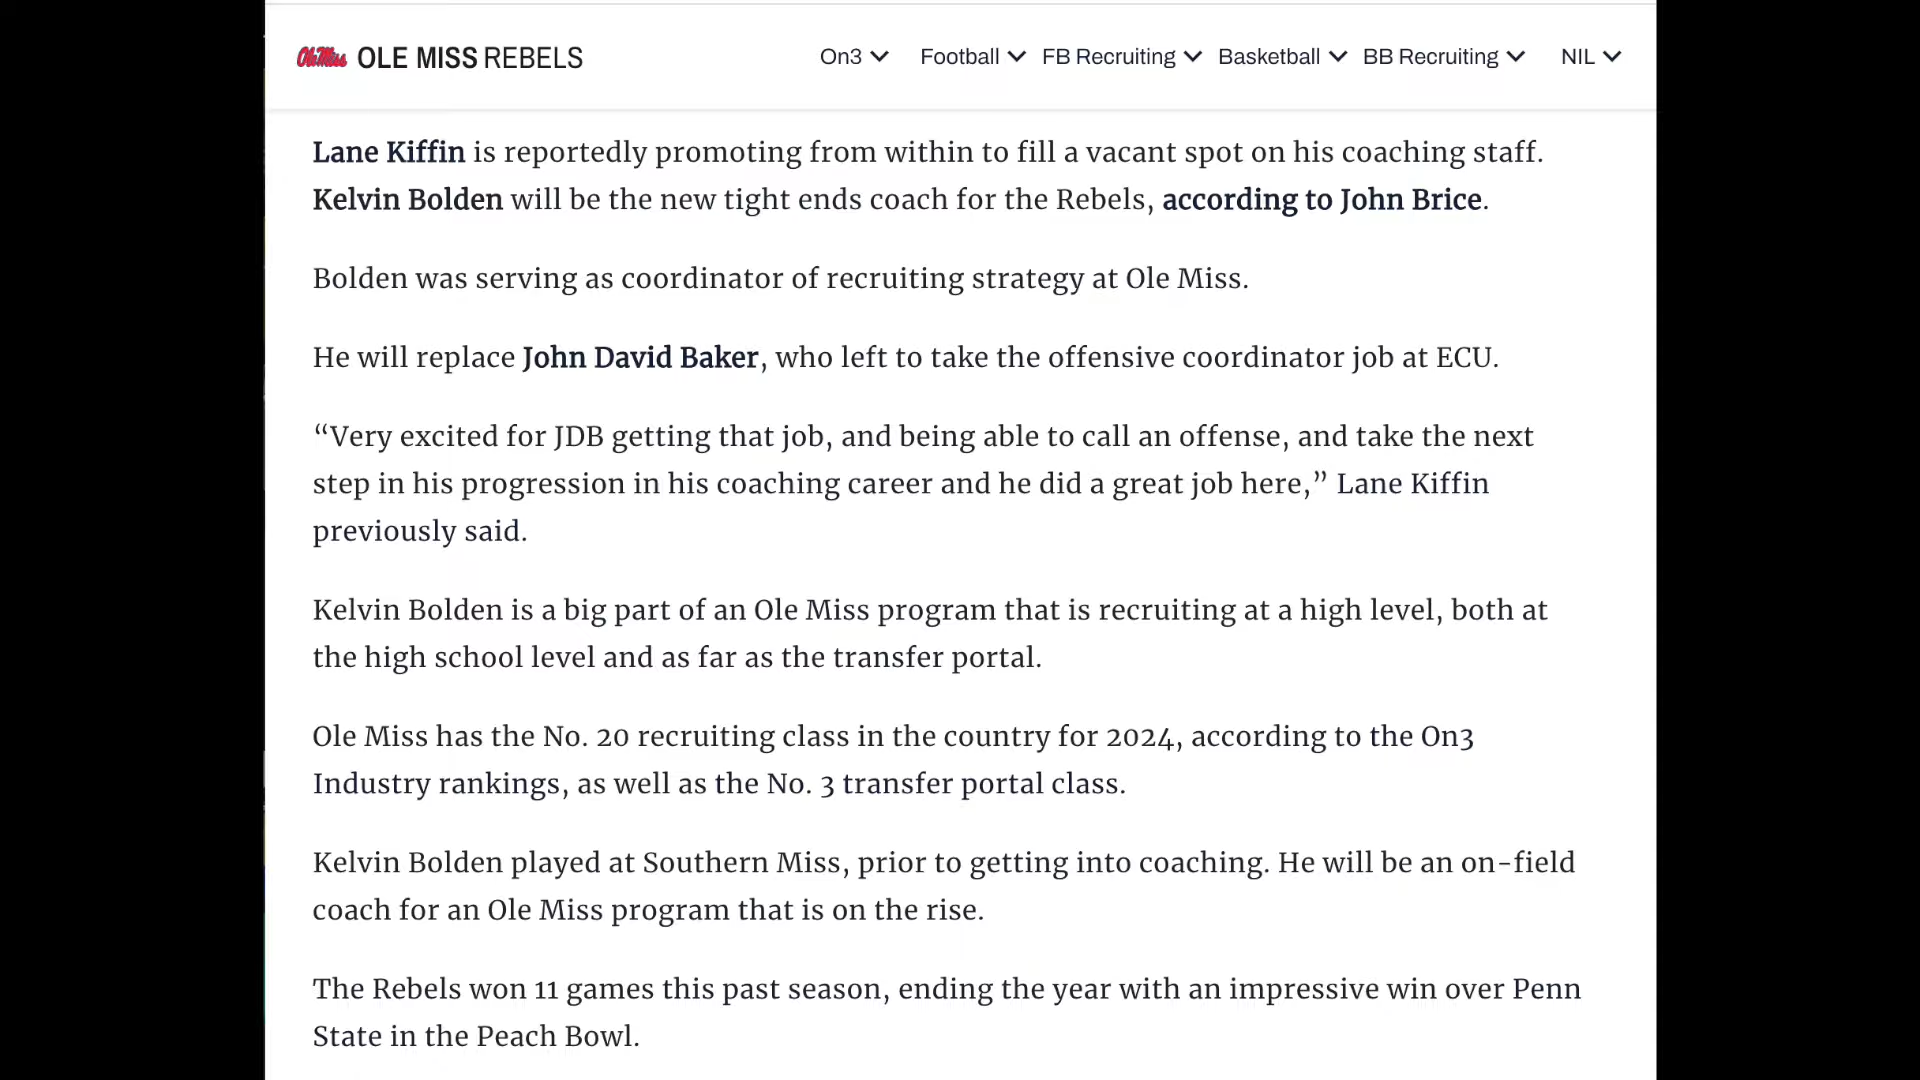 Ole Miss OLE MISS REBELS On3 Football FB Recruiting Basketball BB Recruiting NIL
Lane Kiffin is reportedly promoting from within to fill a vacant spot on his coaching staff.
Kelvin Bolden will be the new tight ends coach for the Rebels, according to John Brice.
Bolden was serving as coordinator of recruiting strategy at Ole Miss.
He will replace John David Baker, who left to take the offensive coordinator job at ECU.
“Very excited for JDB getting that job, and being able to call an offense, and take the next
step in his progression in his coaching career and he did a great job here,” Lane Kiffin
previously said.
Kelvin Bolden is a big part of an Ole Miss program that is recruiting at a high level, both at
the high school level and as far as the transfer portal.
Ole Miss has the No. 20 recruiting class in the country for 2024, according to the On3
Industry rankings, as well as the No. 3 transfer portal class.
Kelvin Bolden played at Southern Miss, prior to getting into coaching. He will be an on-field
coach for an Ole Miss program that is on the rise.
The Rebels won 11 games this past season, ending the year with an impressive win over Penn
State in the Peach Bowl.